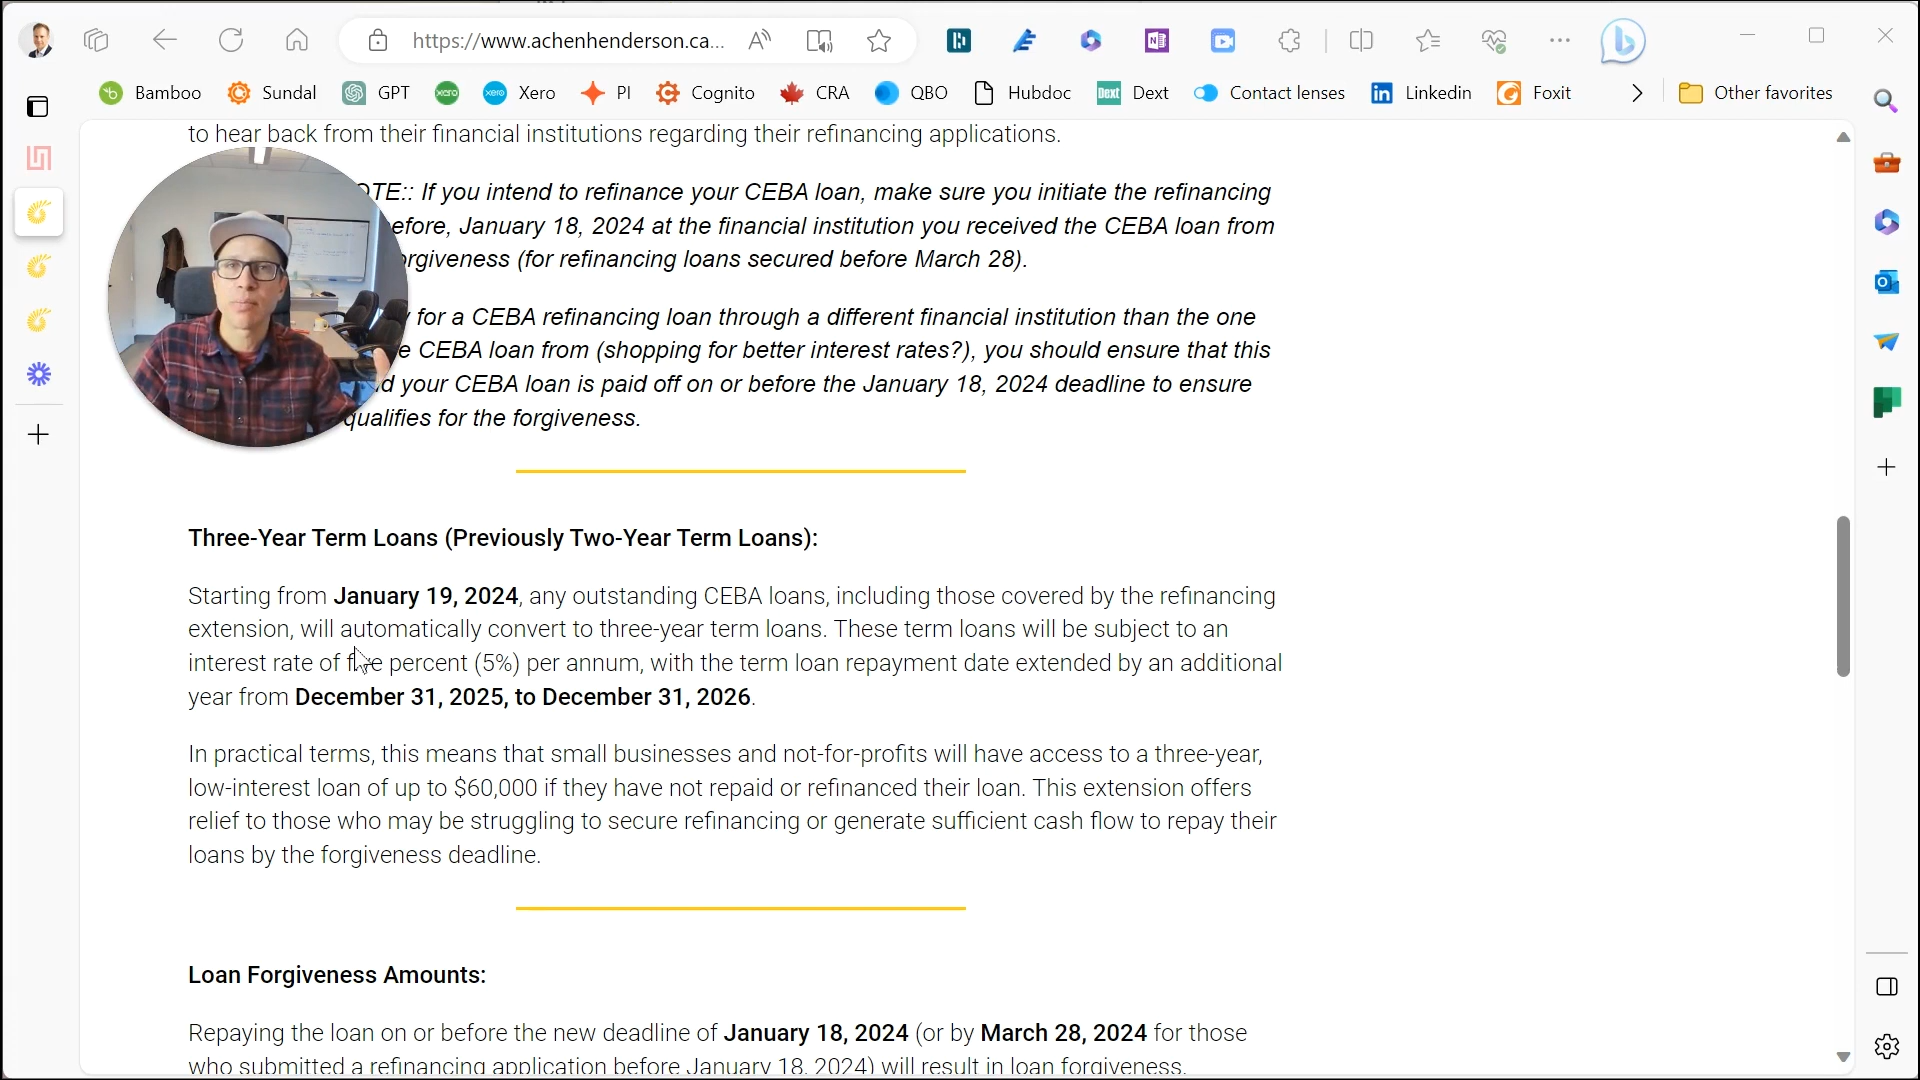 https://www.achenhenderson.ca...
Bamboo Sundal GPT Xero PI Cognito CRA QBO Hubdoc Dext Contact lenses Linkedin Foxit Other favorites
to hear back from their financial institutions regarding their refinancing applications.
OTE:: If you intend to refinance your CEBA loan, make sure you initiate the refinancing
efore, January 18, 2024 at the financial institution you received the CEBA loan from
rgiveness (for refinancing loans secured before March 28).
for a CEBA refinancing loan through a different financial institution than the one
e CEBA loan from (shopping for better interest rates?), you should ensure that this
d your CEBA loan is paid off on or before the January 18, 2024 deadline to ensure
qualifies for the forgiveness.
Three-Year Term Loans (Previously Two-Year Term Loans):
Starting from January 19, 2024, any outstanding CEBA loans, including those covered by the refinancing
extension, will automatically convert to three-year term loans. These term loans will be subject to an
interest rate of five percent (5%) per annum, with the term loan repayment date extended by an additional
year from December 31, 2025, to December 31, 2026.
In practical terms, this means that small businesses and not-for-profits will have access to a three-year,
low-interest loan of up to $60,000 if they have not repaid or refinanced their loan. This extension offers
relief to those who may be struggling to secure refinancing or generate sufficient cash flow to repay their
loans by the forgiveness deadline.
Loan Forgiveness Amounts:
Repaying the loan on or before the new deadline of January 18, 2024 (or by March 28, 2024 for those
who submitted a refinancing application before January 18, 2024) will result in loan forgiveness.